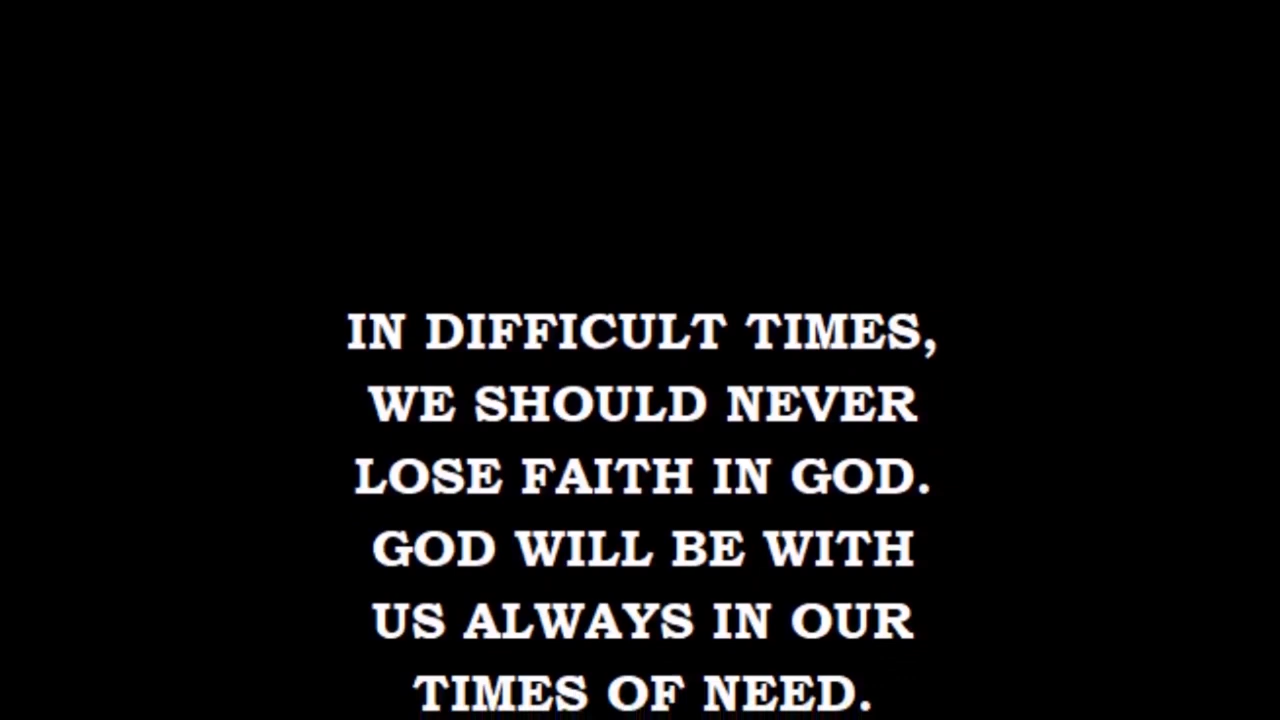 IN DIFFICULT TIMES,
WE SHOULD NEVER
LOSE FAITH IN GOD.
GOD WILL BE WITH
US ALWAYS IN OUR
TIMES OF NEED.